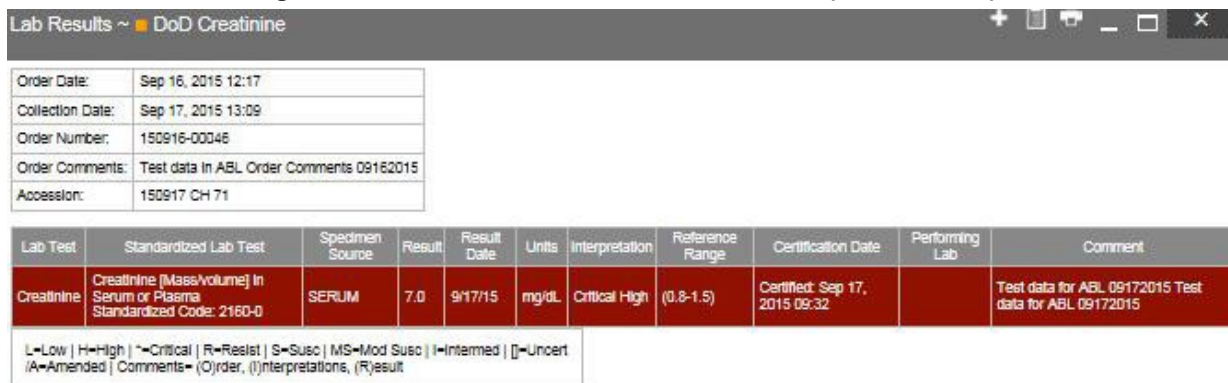 Lab Results ~ DoD Creatinine
Order Date: Sep 16, 2015 12:17
Collection Date: Sep 17, 2015 13:09
Order Number: 150916-00046
Order Comments: Test data in ABL Order Comments 09162015
Accession: 150917 CH 71
Lab Test Standardized Lab Test Specimen Source Result Result Date Units Interpretation Reference Range Certification Date Performing Lab Comment
Creatinine Creatinine [Mass/volume] in Serum or Plasma Standardized Code: 2160-0 SERUM 7.0 9/17/15 mg/dL Critical High (0.8-1.5) Certified: Sep 17, 2015 09:32 Test data for ABL 09172015 Test data for ABL 09172015
L=Low | H=High | *=Critical | R=Resist | S=Susc | MS=Mod Susc | I=Intermed | []=Uncert
/A=Amended | Comments= (O)rder, (I)nterpretations, (R)esult